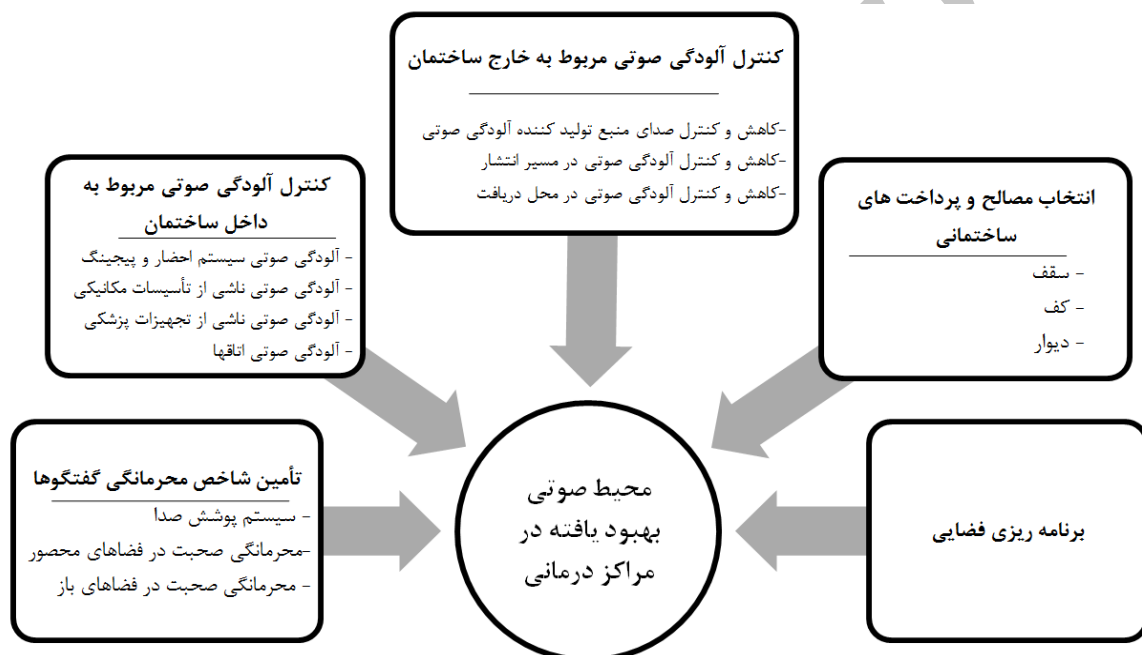 کنترل آلودگی صوتی مربوط به خارج ساختمان
-کاهش و کنترل صدای منبع تولید کننده آلودگی صوتی
-کاهش و کنترل آلودگی صوتی در مسیر انتشار
-کاهش و کنترل آلودگی صوتی در محل دریافت
انتخاب مصالح و پرداخت های
ساختمانی
- سقف
- کف
- دیوار
کنترل آلودگی صوتی مربوط به
داخل ساختمان
- آلودگی صوتی سیستم احضار و پیجینگ
- آلودگی صوتی ناشی از تأسیسات مکانیکی
- آلودگی صوتی ناشی از تجهیزات پزشکی
- آلودگی صوتی اتاقها
برنامه ریزی فضایی
محیط صوتی
بهبود یافته در
مراکز درمانی
تأمین شاخص محرمانگی گفتگوها
- سیستم پوشش صدا
-محرمانگی صحبت در فضاهای محصور
- محرمانگی صحبت در فضاهای باز